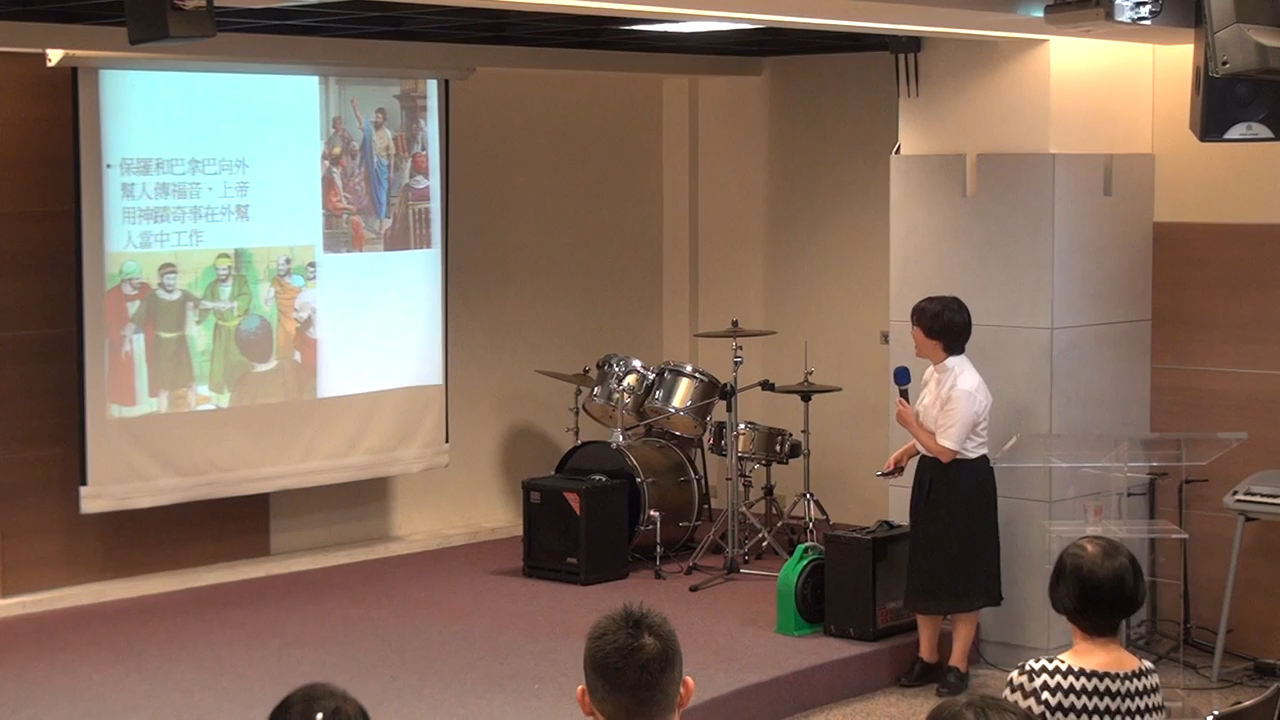 • 保羅和巴拿巴向外
幫人傳福音，上帝
用神蹟奇事在外幫
人當中工作